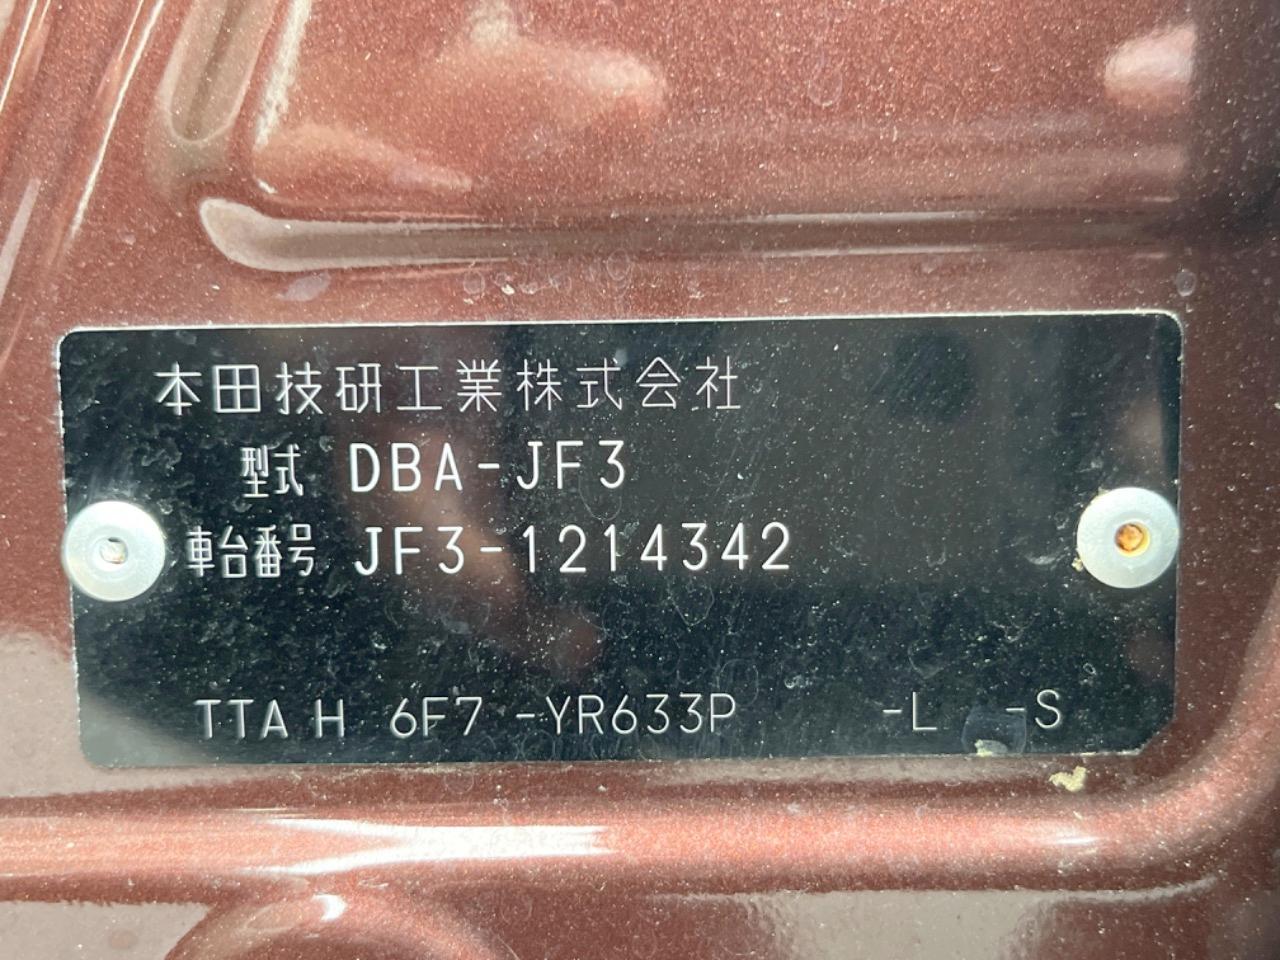 本田技研工業株式会社
型式 DBA-JF3
車台番号 JF3-1214342
TTA H 6F7 -YR633P -L -S